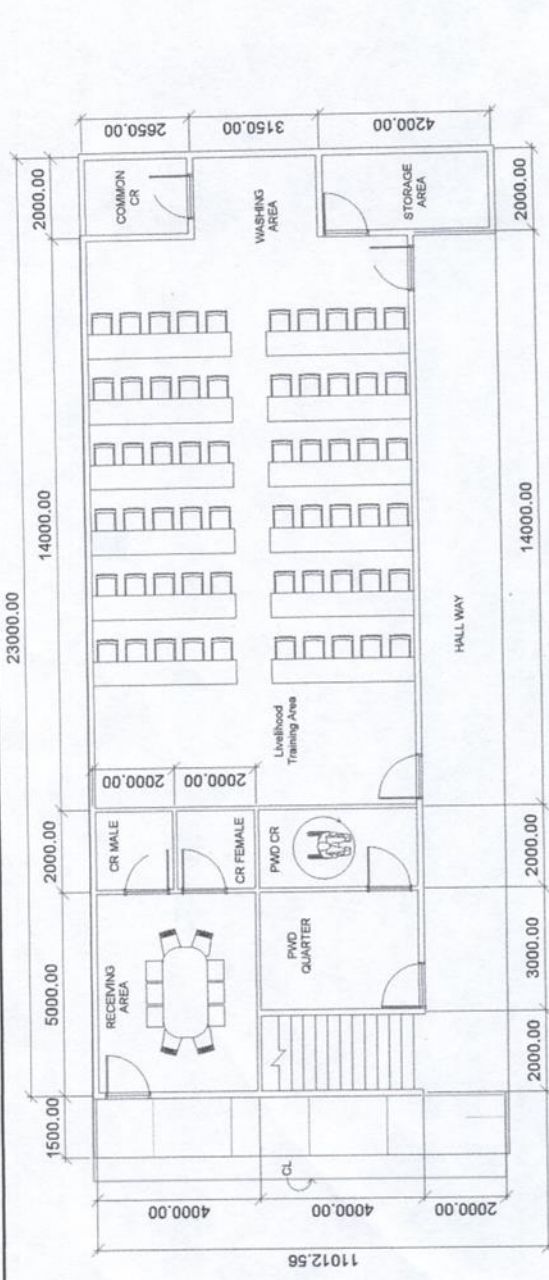 23000.00
1500.00
5000.00
2000.00
14000.00
2000.00
RECEIVING
AREA
CR MALE
CR FEMALE
2000.00
2000.00
PWD
QUARTER
PWD CR
Livelihood
Training Area
COMMON
CR
WASHING
AREA
STORAGE
AREA
2650.00
3150.00
4200.00
HALL WAY
CL
4000.00
4000.00
2000.00
11012.56
2000.00
3000.00
2000.00
14000.00
2000.00